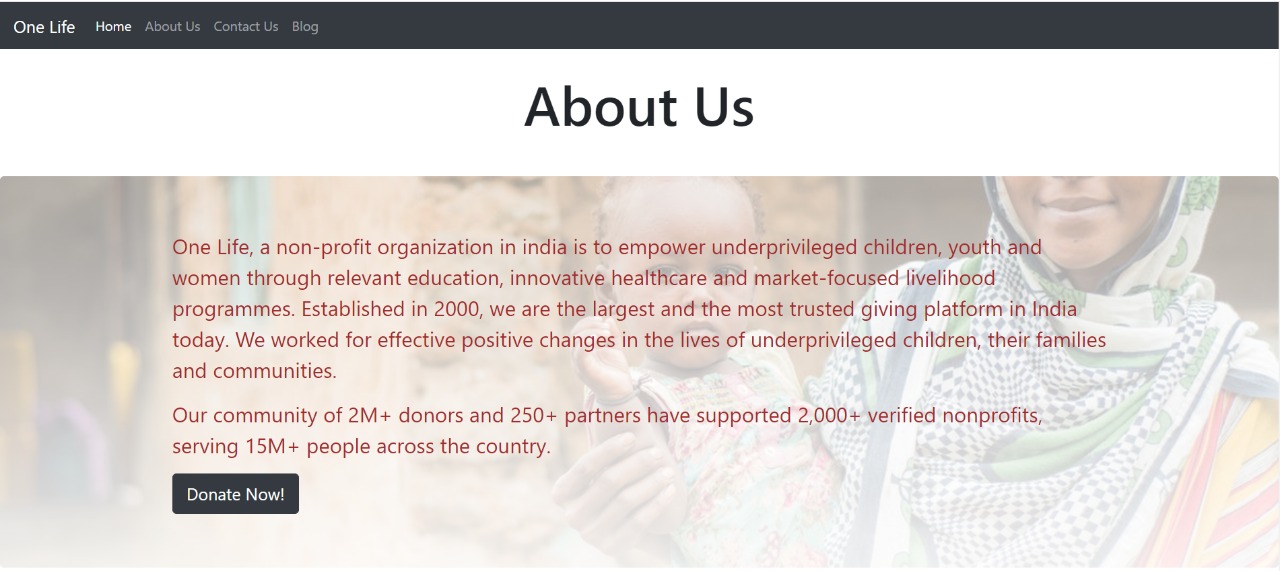 One Life Home About Us Contact Us Blog
About Us
One Life, a non-profit organization in india is to empower underprivileged children, youth and
women through relevant education, innovative healthcare and market-focused livelihood
programmes. Established in 2000, we are the largest and the most trusted giving platform in India
today. We worked for effective positive changes in the lives of underprivileged children, their families
and communities.
Our community of 2M+ donors and 250+ partners have supported 2,000+ verified nonprofits,
serving 15M+ people across the country.
Donate Now!